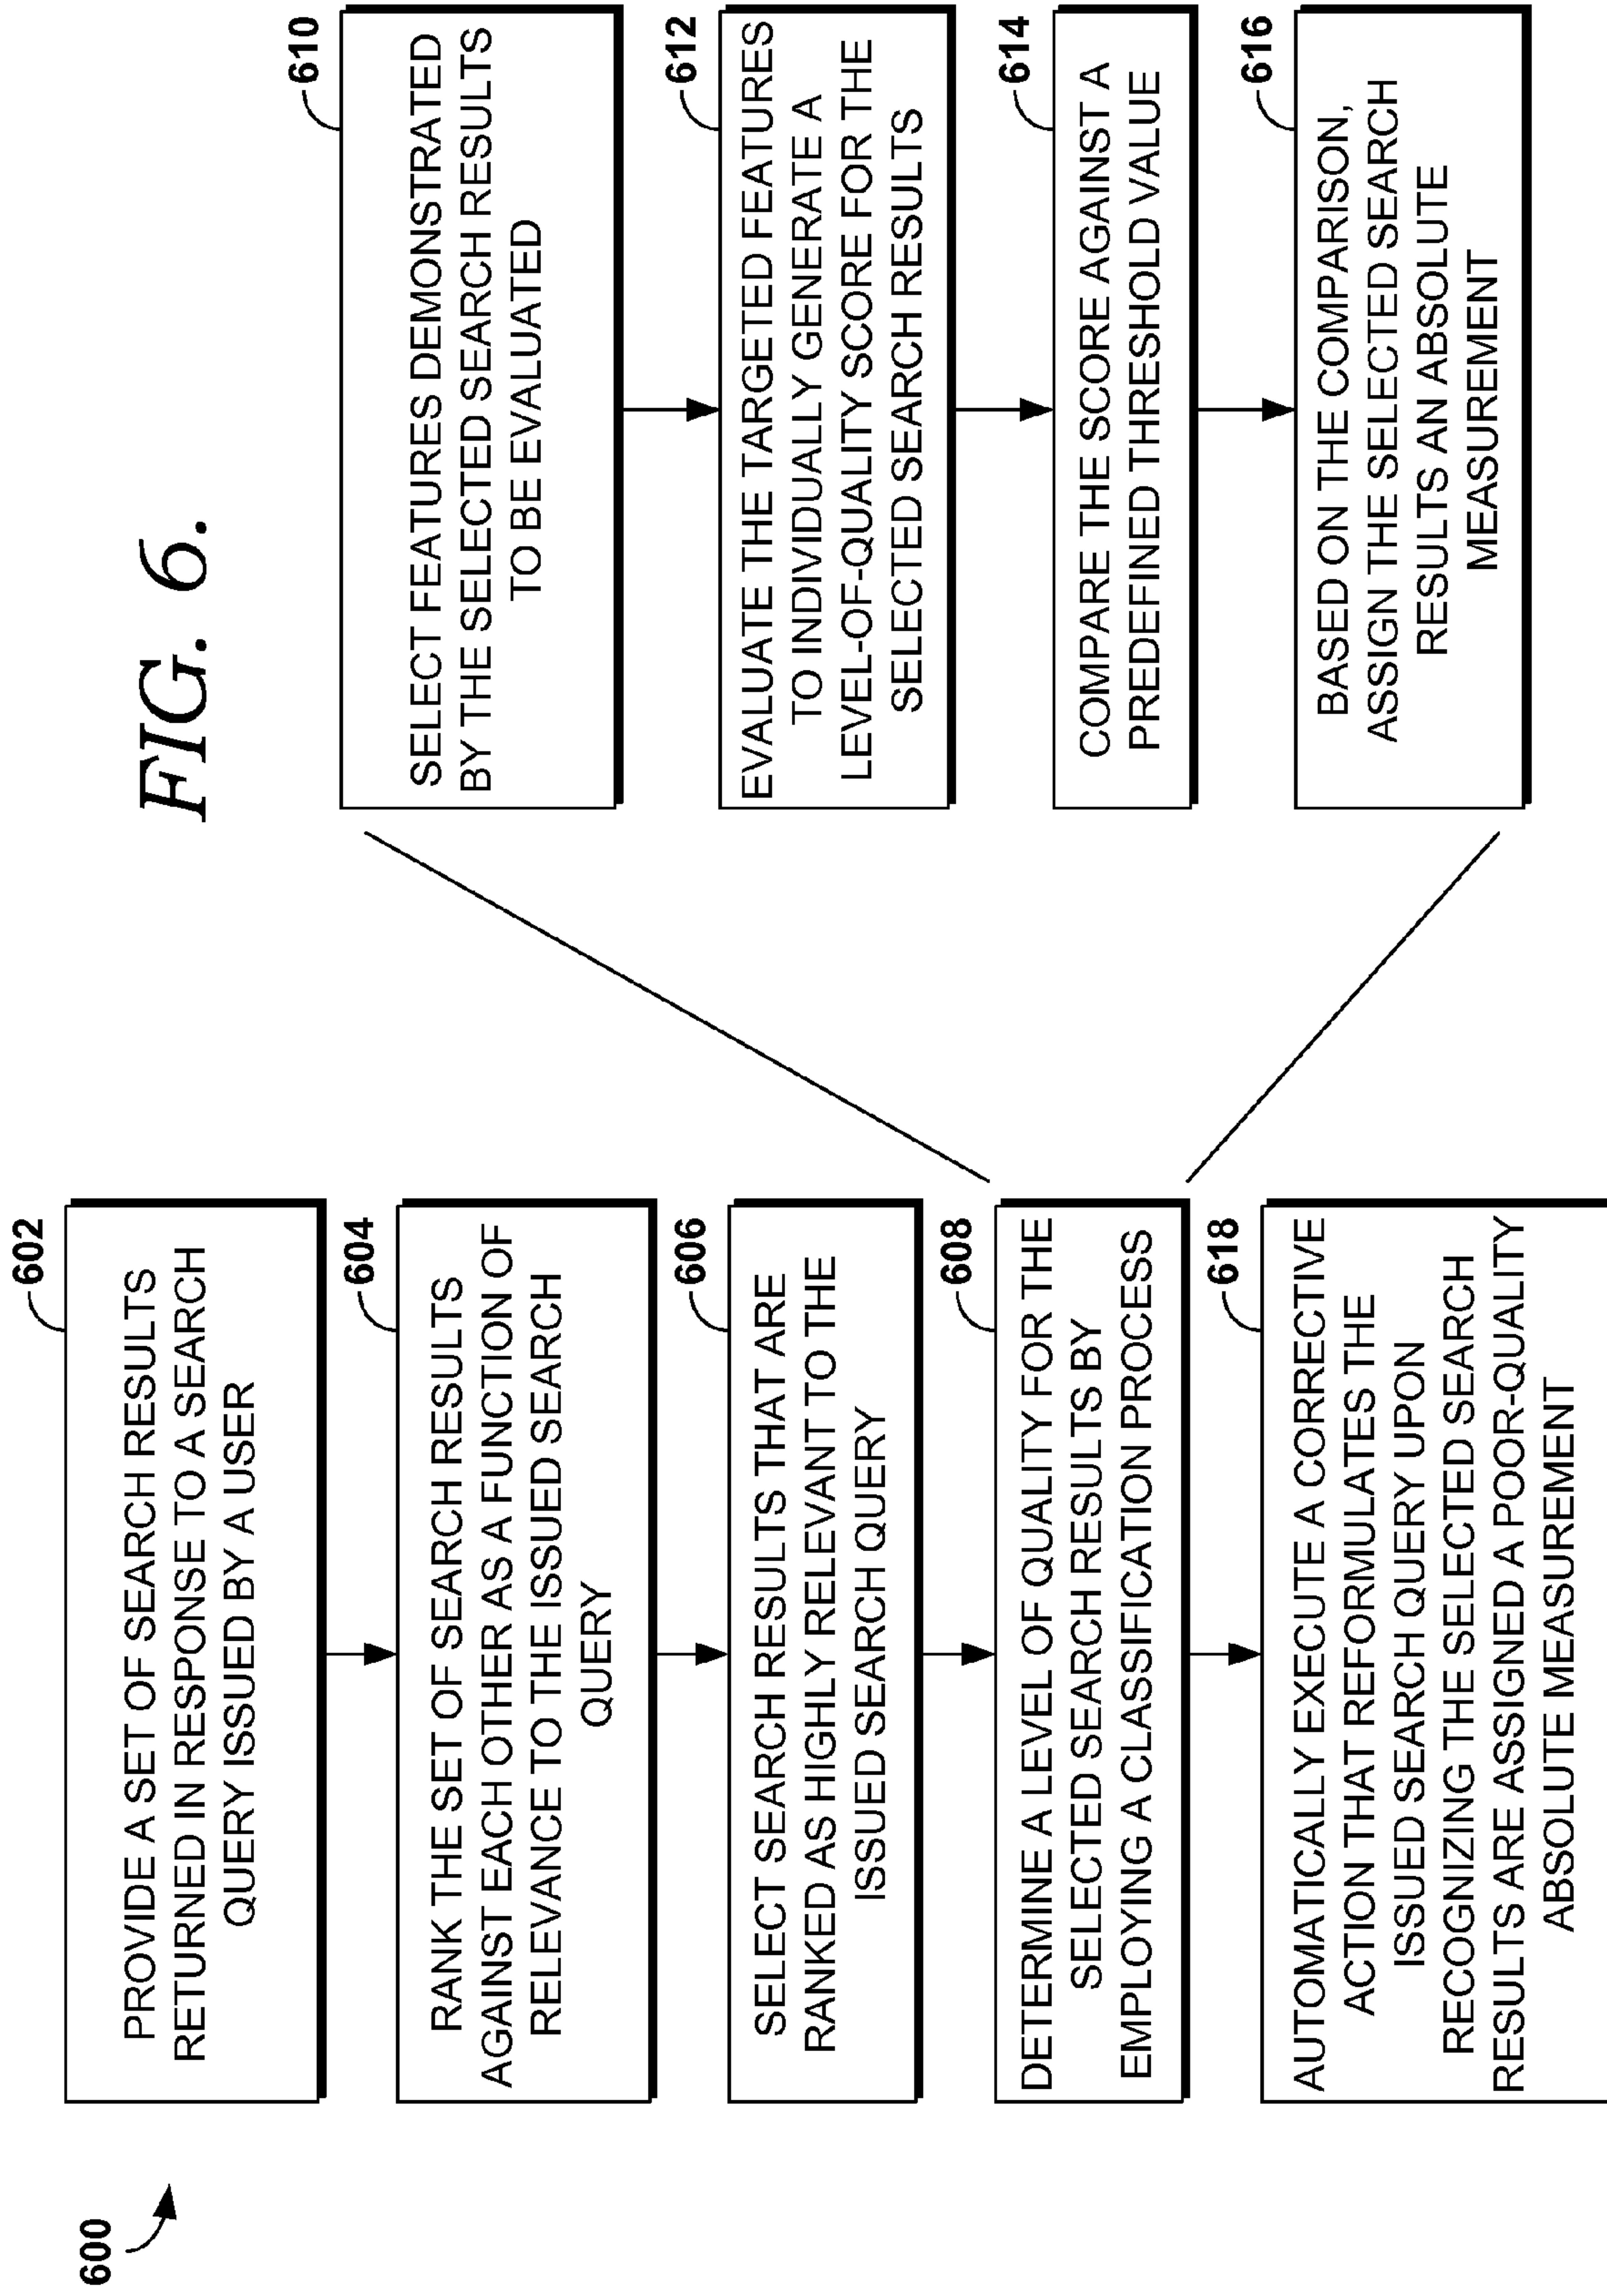 FIG. 6.
600
602
PROVIDE A SET OF SEARCH RESULTS
RETURNED IN RESPONSE TO A SEARCH
QUERY ISSUED BY A USER
604
RANK THE SET OF SEARCH RESULTS
AGAINST EACH OTHER AS A FUNCTION OF
RELEVANCE TO THE ISSUED SEARCH
QUERY
606
SELECT SEARCH RESULTS THAT ARE
RANKED AS HIGHLY RELEVANT TO THE
ISSUED SEARCH QUERY
608
DETERMINE A LEVEL OF QUALITY FOR THE
SELECTED SEARCH RESULTS BY
EMPLOYING A CLASSIFICATION PROCESS
610
SELECT FEATURES DEMONSTRATED
BY THE SELECTED SEARCH RESULTS
TO BE EVALUATED
612
EVALUATE THE TARGETED FEATURES
TO INDIVIDUALLY GENERATE A
LEVEL-OF-QUALITY SCORE FOR THE
SELECTED SEARCH RESULTS
614
COMPARE THE SCORE AGAINST A
PREDEFINED THRESHOLD VALUE
616
BASED ON THE COMPARISON,
ASSIGN THE SELECTED SEARCH
RESULTS AN ABSOLUTE
MEASUREMENT
618
AUTOMATICALLY EXECUTE A CORRECTIVE
ACTION THAT REFORMULATES THE
ISSUED SEARCH QUERY UPON
RECOGNIZING THE SELECTED SEARCH
RESULTS ARE ASSIGNED A POOR-QUALITY
ABSOLUTE MEASUREMENT